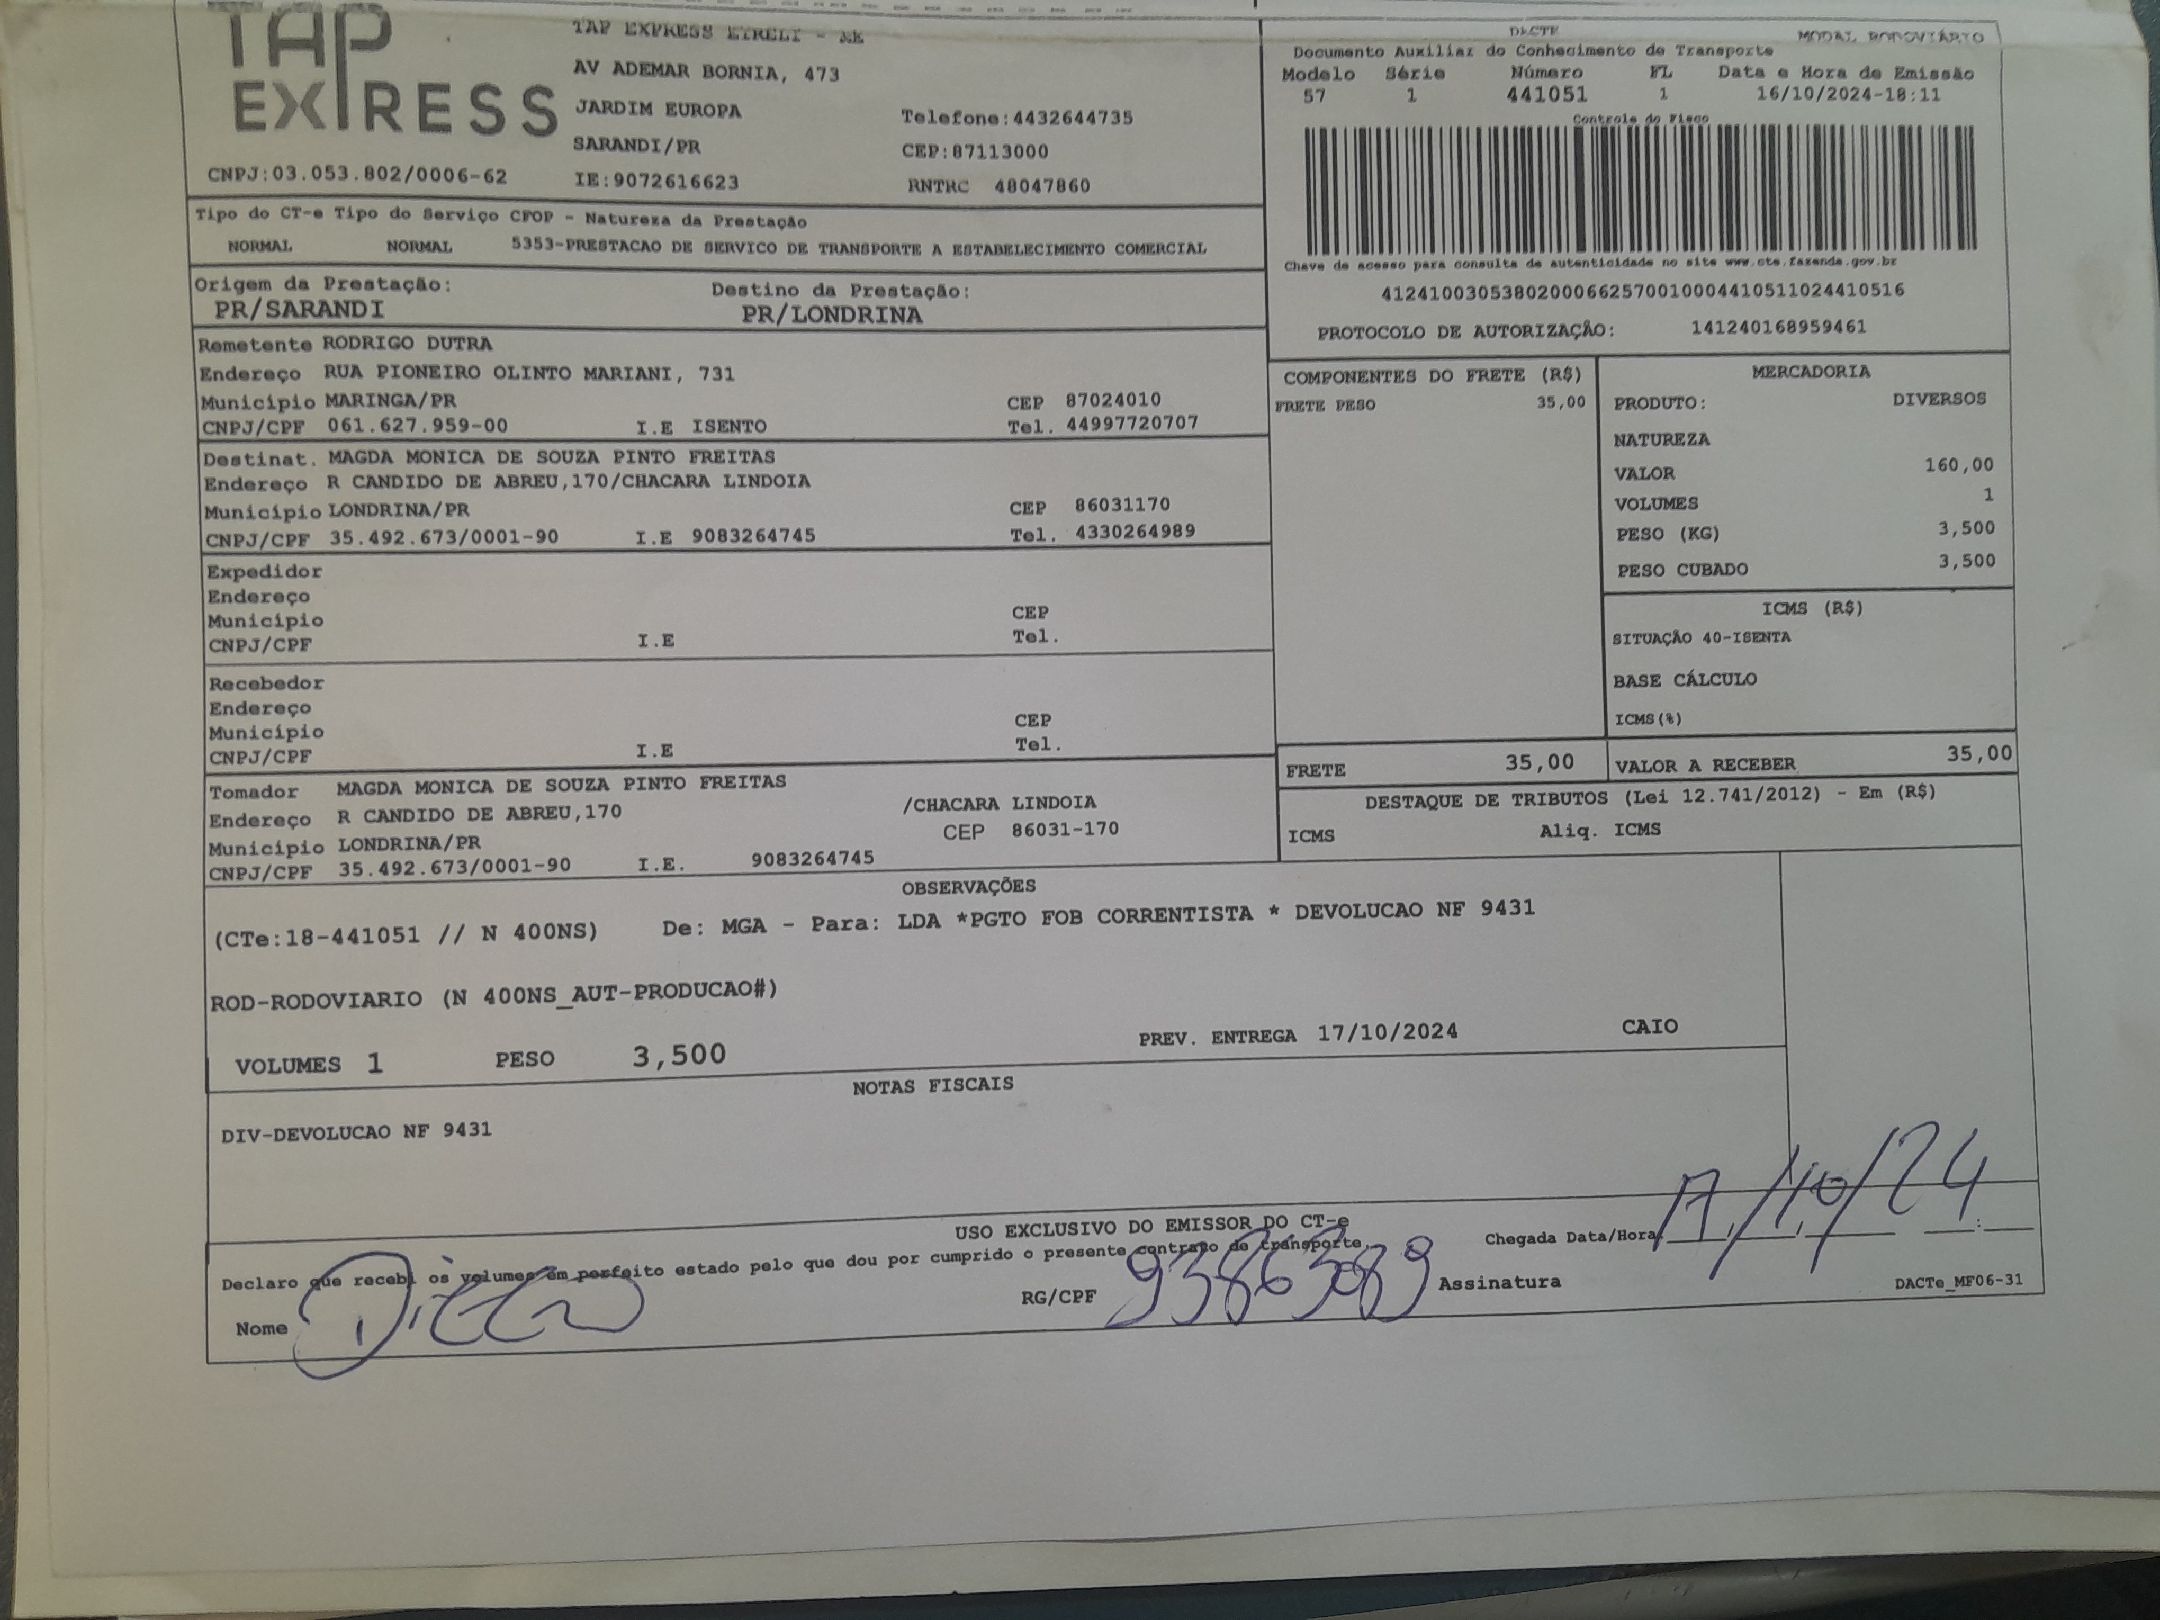 TAP
EXPRESS
CNPJ:03.053.802/0006-62
TAP EXPRESS EIRELI - ME
AV ADEMAR BORNIA, 473
JARDIM EUROPA
Telefone:4432644735
SARANDI/PR
CEP:87113000
IE:9072616623
RNTRC 48047860
DACTE
MODAL RODOVIÁRIO
Documento Auxiliar do Conhecimento de Transporte
Modelo Série Número FL Data e Hora de Emissão
57 1 441051 1 16/10/2024-18:11
Controle do Fisco
Chave de acesso para consulta de autenticidade no site www.cte.fazenda.gov.br
41241003053802000662570010004410511024410516
PROTOCOLO DE AUTORIZAÇÃO: 141240168959461
Tipo do CT-e Tipo do Serviço CFOP - Natureza da Prestação
NORMAL NORMAL 5353-PRESTACAO DE SERVICO DE TRANSPORTE A ESTABELECIMENTO COMERCIAL
Origem da Prestação: Destino da Prestação:
PR/SARANDI PR/LONDRINA
Remetente RODRIGO DUTRA
Endereço RUA PIONEIRO OLINTO MARIANI, 731
Município MARINGA/PR CEP 87024010
CNPJ/CPF 061.627.959-00 I.E ISENTO Tel. 44997720707
Destinat. MAGDA MONICA DE SOUZA PINTO FREITAS
Endereço R CANDIDO DE ABREU,170/CHACARA LINDOIA
Município LONDRINA/PR CEP 86031170
CNPJ/CPF 35.492.673/0001-90 I.E 9083264745 Tel. 4330264989
Expedidor
Endereço
Município CEP
CNPJ/CPF I.E Tel.
Recebedor
Endereço
Município CEP
CNPJ/CPF I.E Tel.
Tomador MAGDA MONICA DE SOUZA PINTO FREITAS
Endereço R CANDIDO DE ABREU,170 /CHACARA LINDOIA
Município LONDRINA/PR CEP 86031-170
CNPJ/CPF 35.492.673/0001-90 I.E. 9083264745
COMPONENTES DO FRETE (R$)
FRETE PESO 35,00
MERCADORIA
PRODUTO: DIVERSOS
NATUREZA
VALOR 160,00
VOLUMES 1
PESO (KG) 3,500
PESO CUBADO 3,500
ICMS (R$)
SITUAÇÃO 40-ISENTA
BASE CÁLCULO
ICMS(%)
FRETE 35,00 VALOR A RECEBER 35,00
DESTAQUE DE TRIBUTOS (Lei 12.741/2012) - Em (R$)
ICMS Aliq. ICMS
OBSERVAÇÕES
(CTe:18-441051 // N 400NS) De: MGA - Para: LDA *PGTO FOB CORRENTISTA * DEVOLUCAO NF 9431
ROD-RODOVIARIO (N 400NS_AUT-PRODUCAO#)
VOLUMES 1 PESO 3,500 PREV. ENTREGA 17/10/2024 CAIO
NOTAS FISCAIS
DIV-DEVOLUCAO NF 9431
USO EXCLUSIVO DO EMISSOR DO CT-e
Declaro que recebi os volumes em perfeito estado pelo que dou por cumprido o presente contrato de transporte.
Chegada Data/Hora 17/10/24
Nome RG/CPF 93863089 Assinatura
DACTe_MF06-31